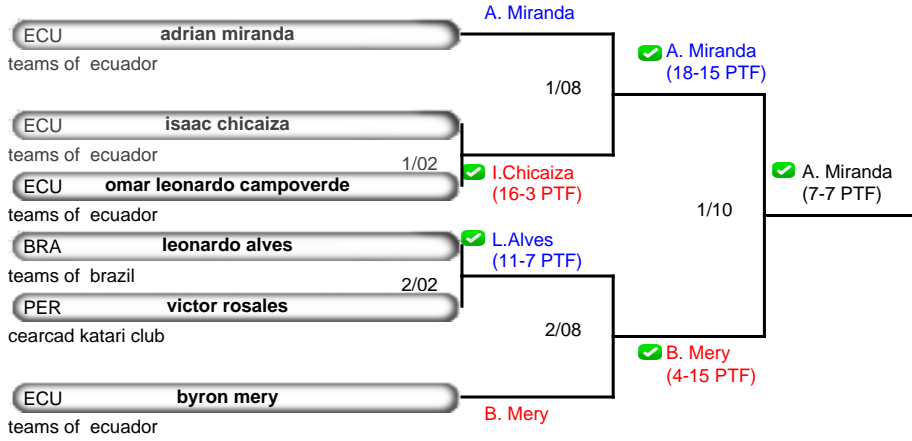 A. Miranda
ECU adrian miranda
teams of ecuador
A. Miranda
(18-15 PTF)
1/08
ECU isaac chicaiza
teams of ecuador
1/02
I.Chicaiza
(16-3 PTF)
A. Miranda
(7-7 PTF)
ECU omar leonardo campoverde
teams of ecuador
1/10
BRA leonardo alves
L.Alves
(11-7 PTF)
teams of brazil
2/02
PER victor rosales
cearcad katari club
2/08
B. Mery
(4-15 PTF)
ECU byron mery
B. Mery
teams of ecuador